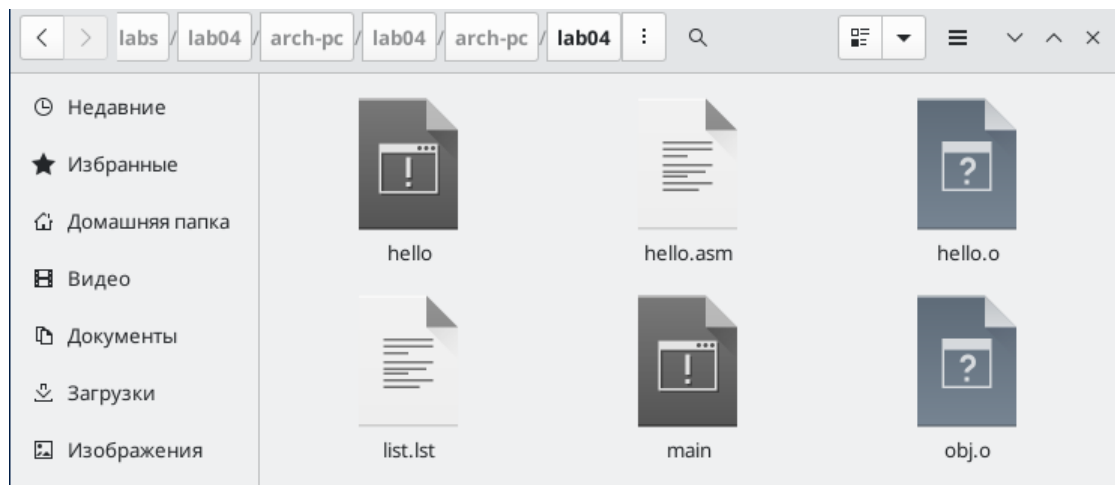 labs / lab04 / arch-pc / lab04 / arch-pc / lab04
Недавние
Избранные
Домашняя папка
Видео
Документы
Загрузки
Изображения
hello
hello.asm
hello.o
list.lst
main
obj.o